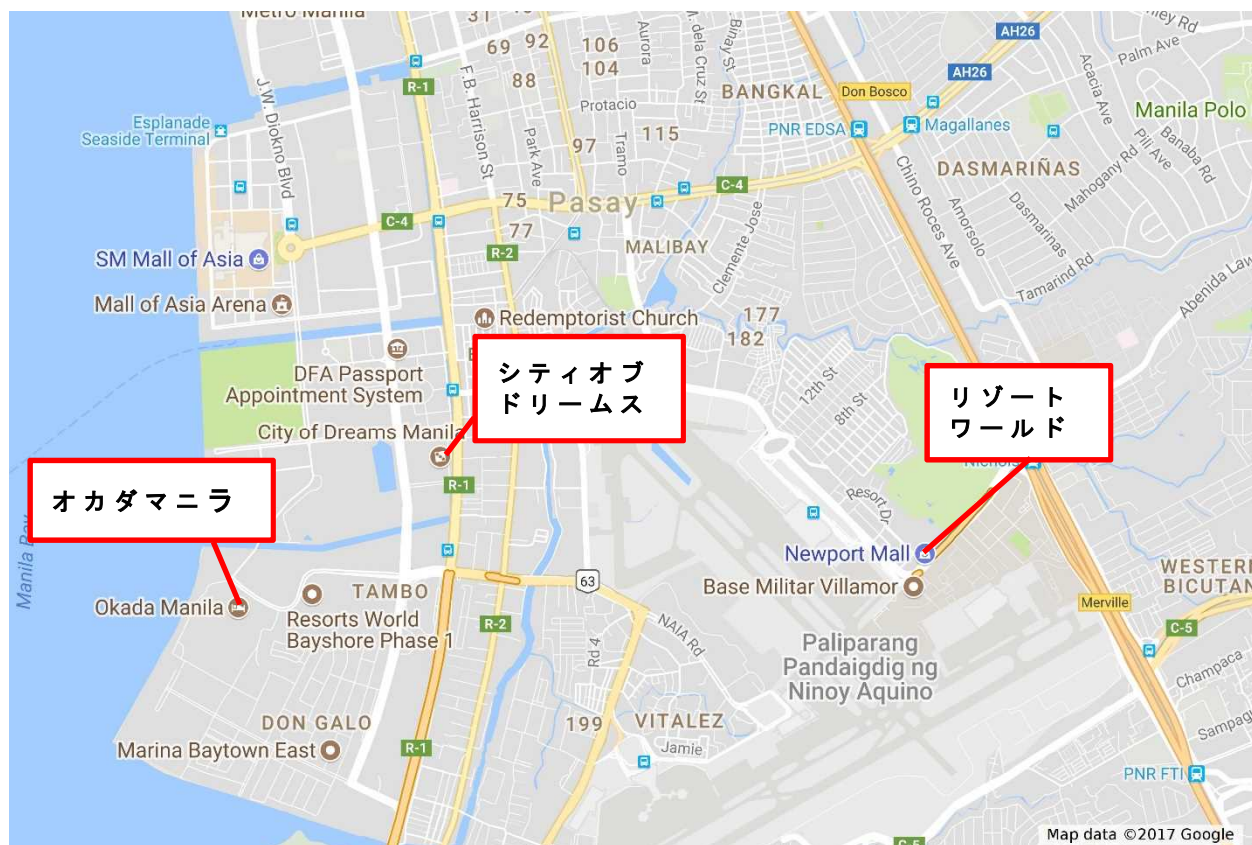 Metro Manila
31
69
92
106
104
88
Aurora
M. dela Cruz St
Binay St
AH26
Palm Ave
AH26
Acacia Ave
R-1
J.W. Diokno Blvd
F.B. Harrison St
BANGKAL
Don Bosco
Manila Polo
Esplanade
Seaside Terminal
Protacio
Park Ave
97
Tramo
115
PNR EDSA
Magallanes
Pili Ave
Banaba Rd
Mahogany Rd
DASMARIÑAS
75
Pasay
C-4
C-4
77
R-2
MALIBAY
Clemente Jose
Chino Roces Ave
Amorsolo
Dasmarinas
Tamarind Rd
SM Mall of Asia
Mall of Asia Arena
Redemptorist Church
177
182
Abenida Law
DFA Passport
Appointment System
シティオブ
ドリームス
12th St
8th St
リゾート
ワールド
City of Dreams Manila
Nichols
オカダマニラ
R-1
Resort Dr
Manila Bay
Newport Mall
Base Militar Villamor
WESTERN
BICUTAN
63
TAMBO
Okada Manila
Resorts World
Bayshore Phase 1
R-2
NAIA Rd
Rd 4
Merville
C-5
Paliparang
Pandaigdig ng
Ninoy Aquino
Champaca
DON GALO
199
VITALEZ
Sampag
Marina Baytown East
R-1
Jamie
PNR FTI
C-5
Map data ©2017 Google